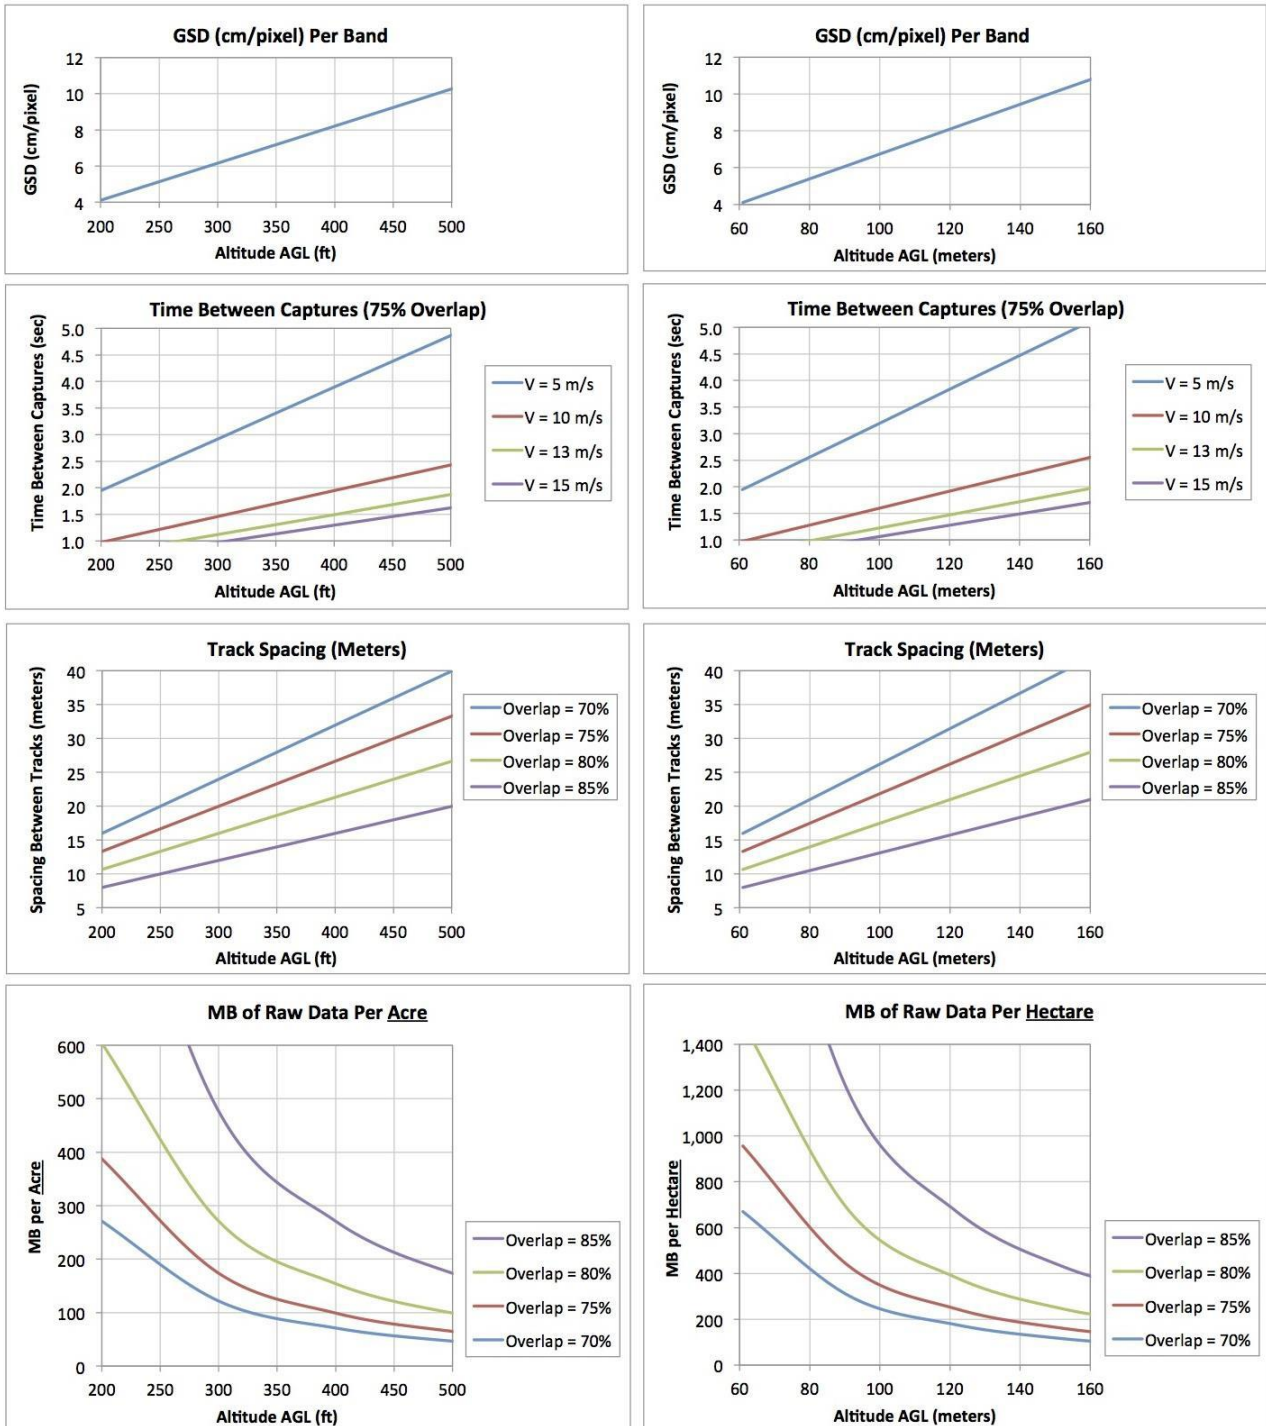 GSD (cm/pixel) Per Band
GSD (cm/pixel)
12
10
8
6
4
200 250 300 350 400 450 500
Altitude AGL (ft)
GSD (cm/pixel) Per Band
GSD (cm/pixel)
12
10
8
6
4
60 80 100 120 140 160
Altitude AGL (meters)
Time Between Captures (75% Overlap)
Time Between Captures (sec)
5.0
4.5
4.0
3.5
3.0
2.5
2.0
1.5
1.0
200 250 300 350 400 450 500
Altitude AGL (ft)
V = 5 m/s
V = 10 m/s
V = 13 m/s
V = 15 m/s
Time Between Captures (75% Overlap)
Time Between Captures (sec)
5.0
4.5
4.0
3.5
3.0
2.5
2.0
1.5
1.0
60 80 100 120 140 160
Altitude AGL (meters)
V = 5 m/s
V = 10 m/s
V = 13 m/s
V = 15 m/s
Track Spacing (Meters)
Spacing Between Tracks (meters)
40
35
30
25
20
15
10
5
200 250 300 350 400 450 500
Altitude AGL (ft)
Overlap = 70%
Overlap = 75%
Overlap = 80%
Overlap = 85%
Track Spacing (Meters)
Spacing Between Tracks (meters)
40
35
30
25
20
15
10
5
60 80 100 120 140 160
Altitude AGL (meters)
Overlap = 70%
Overlap = 75%
Overlap = 80%
Overlap = 85%
MB of Raw Data Per Acre
MB per Acre
600
500
400
300
200
100
0
200 250 300 350 400 450 500
Altitude AGL (ft)
Overlap = 85%
Overlap = 80%
Overlap = 75%
Overlap = 70%
MB of Raw Data Per Hectare
MB per Hectare
1,400
1,200
1,000
800
600
400
200
0
60 80 100 120 140 160
Altitude AGL (meters)
Overlap = 85%
Overlap = 80%
Overlap = 75%
Overlap = 70%